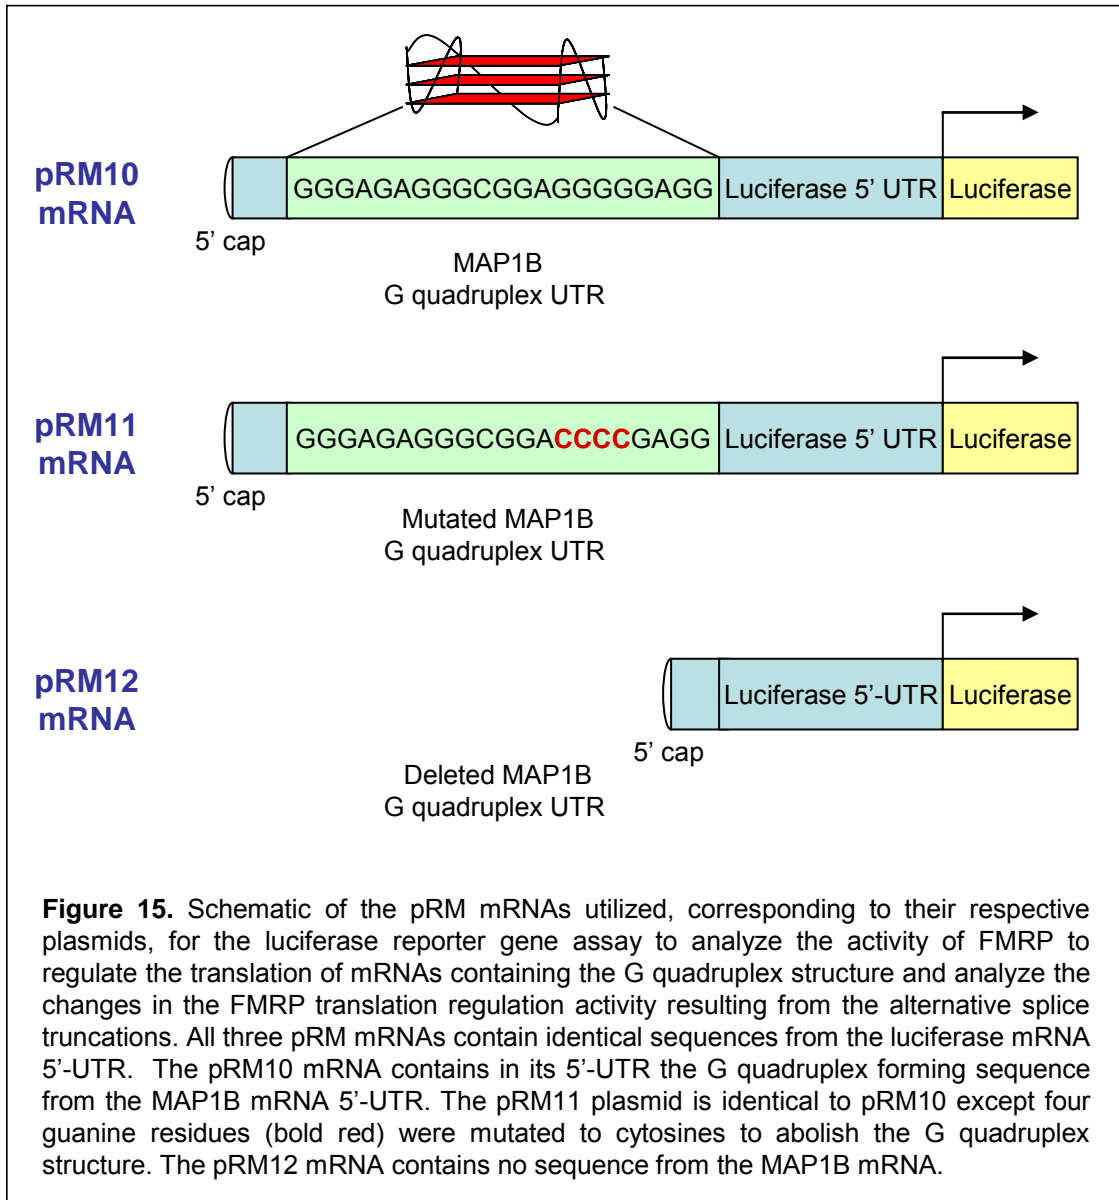 pRM10
mRNA
GGGAGAGGGCGGAGGGGGAGG
Luciferase 5’ UTR
Luciferase
5’ cap
MAP1B
G quadruplex UTR
pRM11
mRNA
GGGAGAGGGCGGACCCCGAGG
Luciferase 5’ UTR
Luciferase
5’ cap
Mutated MAP1B
G quadruplex UTR
pRM12
mRNA
Luciferase 5’-UTR
Luciferase
5’ cap
Deleted MAP1B
G quadruplex UTR
Figure 15. Schematic of the pRM mRNAs utilized, corresponding to their respective
plasmids, for the luciferase reporter gene assay to analyze the activity of FMRP to
regulate the translation of mRNAs containing the G quadruplex structure and analyze the
changes in the FMRP translation regulation activity resulting from the alternative splice
truncations. All three pRM mRNAs contain identical sequences from the luciferase mRNA
5’-UTR. The pRM10 mRNA contains in its 5’-UTR the G quadruplex forming sequence
from the MAP1B mRNA 5’-UTR. The pRM11 plasmid is identical to pRM10 except four
guanine residues (bold red) were mutated to cytosines to abolish the G quadruplex
structure. The pRM12 mRNA contains no sequence from the MAP1B mRNA.